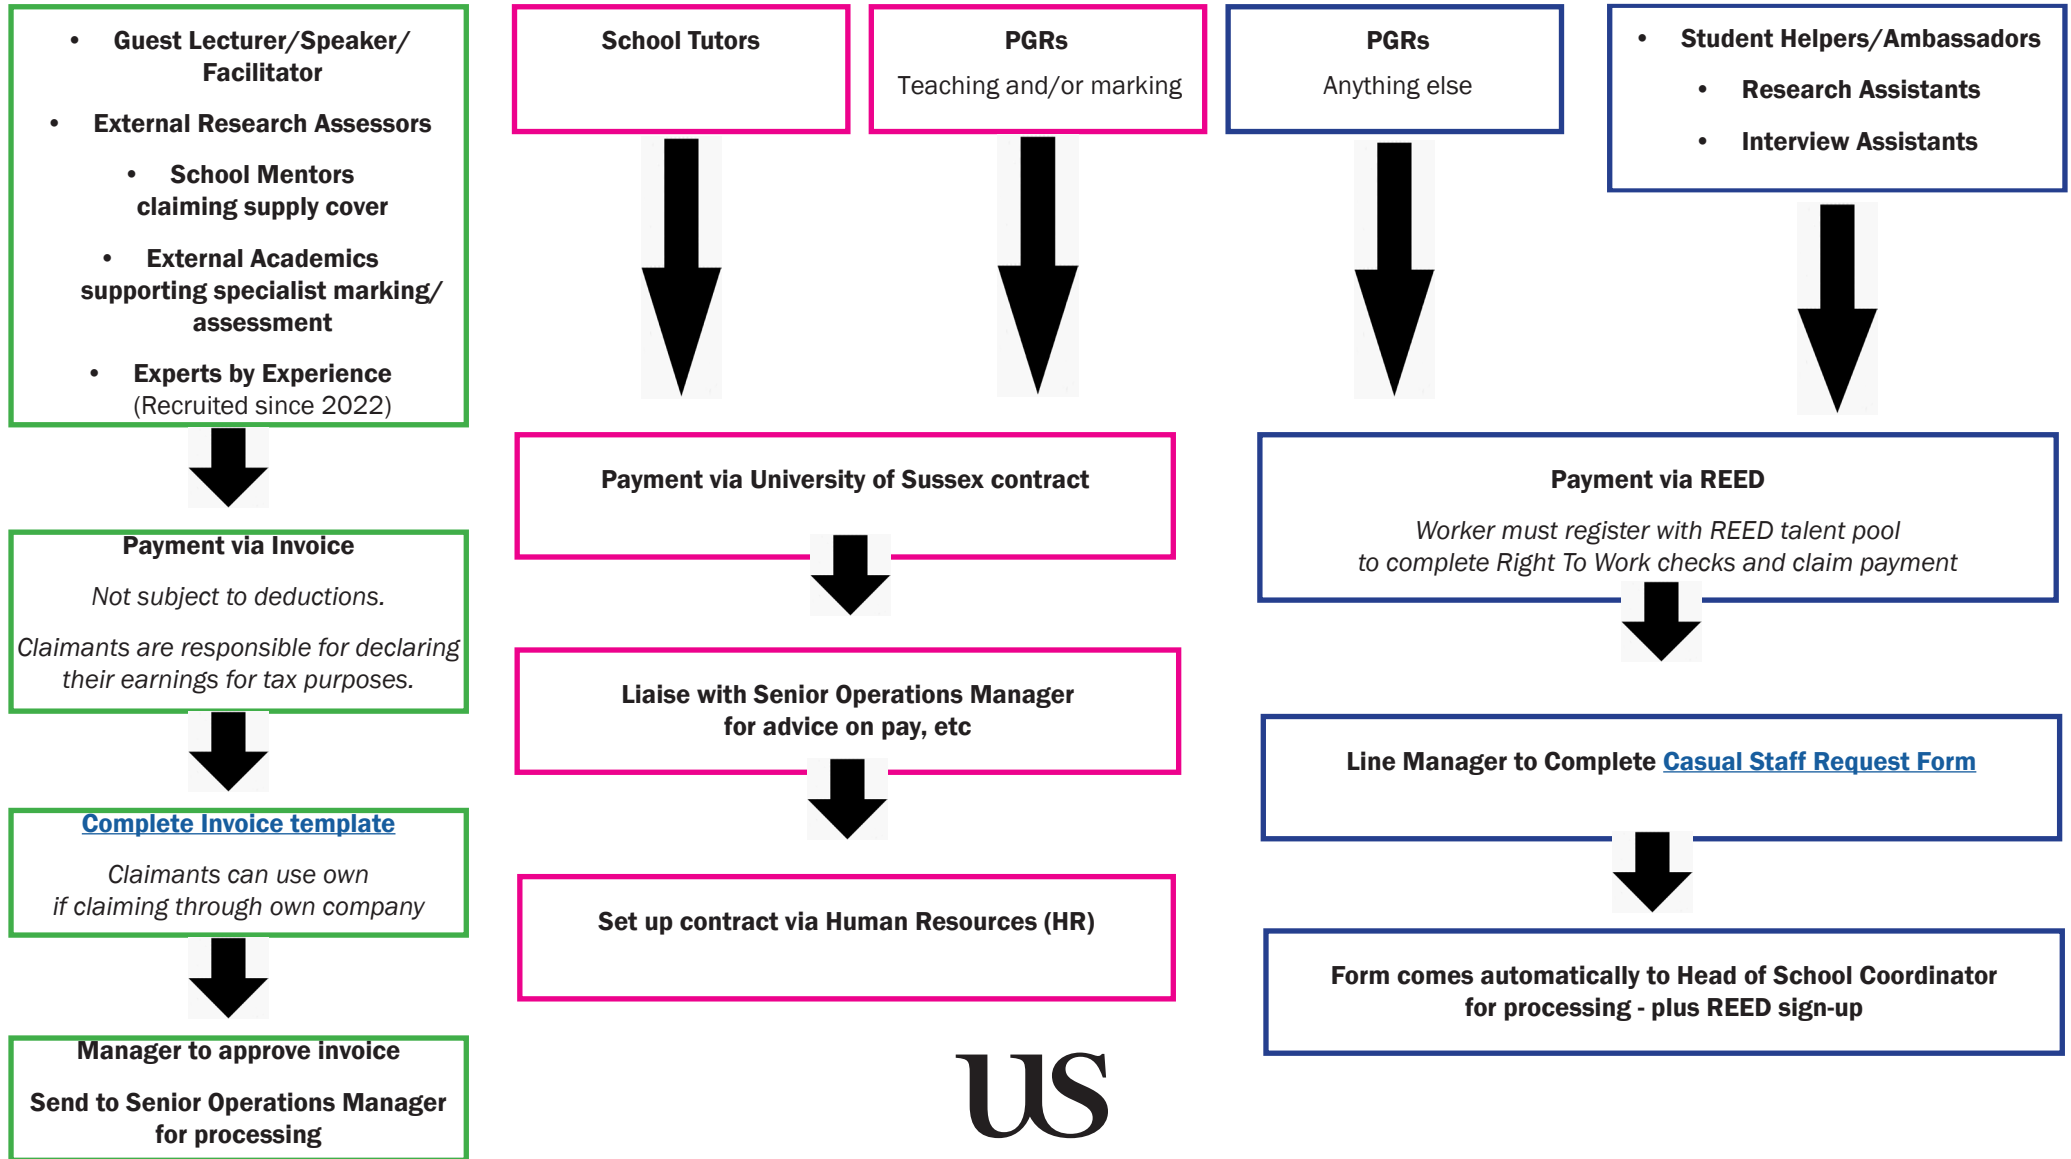 • Guest Lecturer/Speaker/
Facilitator
• External Research Assessors
• School Mentors
claiming supply cover
• External Academics
supporting specialist marking/
assessment
• Experts by Experience
(Recruited since 2022)
Payment via Invoice
Not subject to deductions.
Claimants are responsible for declaring
their earnings for tax purposes.
Complete Invoice template
Claimants can use own
if claiming through own company
Manager to approve invoice
Send to Senior Operations Manager
for processing
School Tutors
PGRs
Teaching and/or marking
Payment via University of Sussex contract
Liaise with Senior Operations Manager
for advice on pay, etc
Set up contract via Human Resources (HR)
PGRs
Anything else
• Student Helpers/Ambassadors
• Research Assistants
• Interview Assistants
Payment via REED
Worker must register with REED talent pool
to complete Right To Work checks and claim payment
Line Manager to Complete Casual Staff Request Form
Form comes automatically to Head of School Coordinator
for processing - plus REED sign-up
us